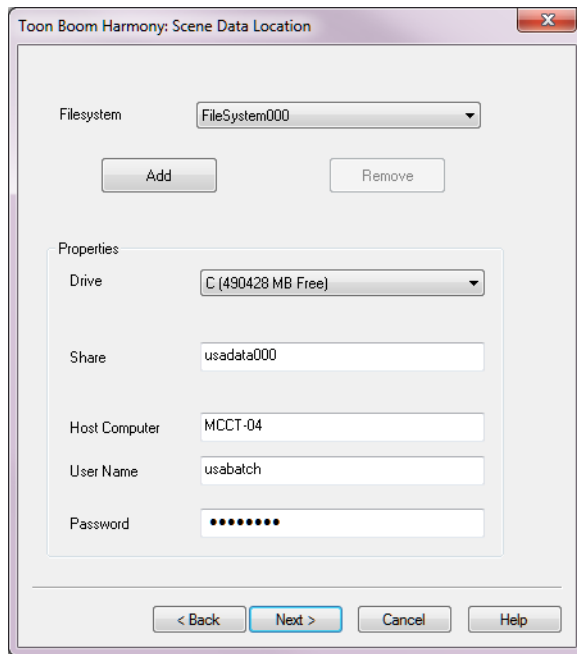 Toon Boom Harmony: Scene Data Location
Filesystem FileSystem000
Add Remove
Properties
Drive C (490428 MB Free)
Share usadata000
Host Computer MCCT-04
User Name usabatch
Password ●●●●●●●●
< Back Next > Cancel Help